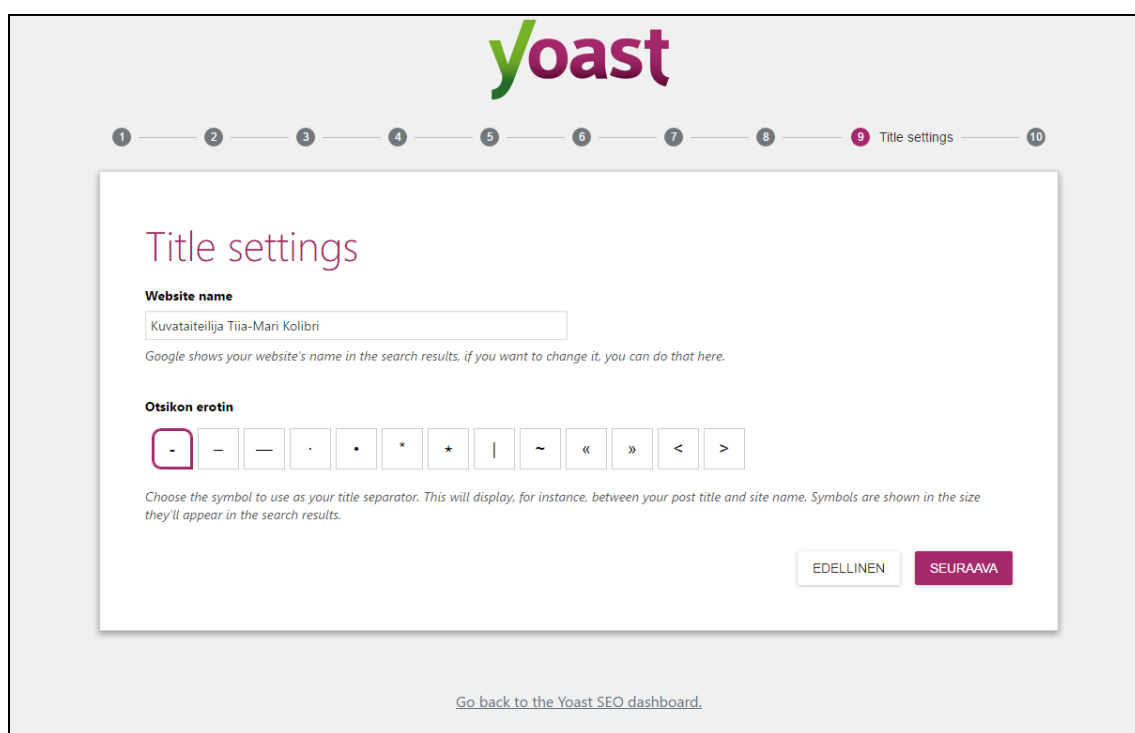 yoast
1 2 3 4 5 6 7 8 9 Title settings 10
Title settings
Website name
Kuvataiteilija Tiia-Mari Kolibri
Google shows your website's name in the search results, if you want to change it, you can do that here.
Otsikon erotin
- – — · • * ⋆ | ~ « » < >
Choose the symbol to use as your title separator. This will display, for instance, between your post title and site name. Symbols are shown in the size
they'll appear in the search results.
EDELLINEN SEURAAVA
Go back to the Yoast SEO dashboard.